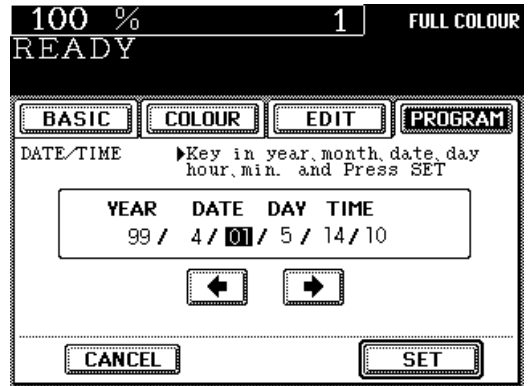 100 % 1 FULL COLOUR
READY
BASIC COLOUR EDIT PROGRAM
DATE/TIME ▶Key in year,month,date,day
hour,min. and Press SET
YEAR DATE DAY TIME
99 / 4 / 01 / 5 / 14 / 10
CANCEL SET